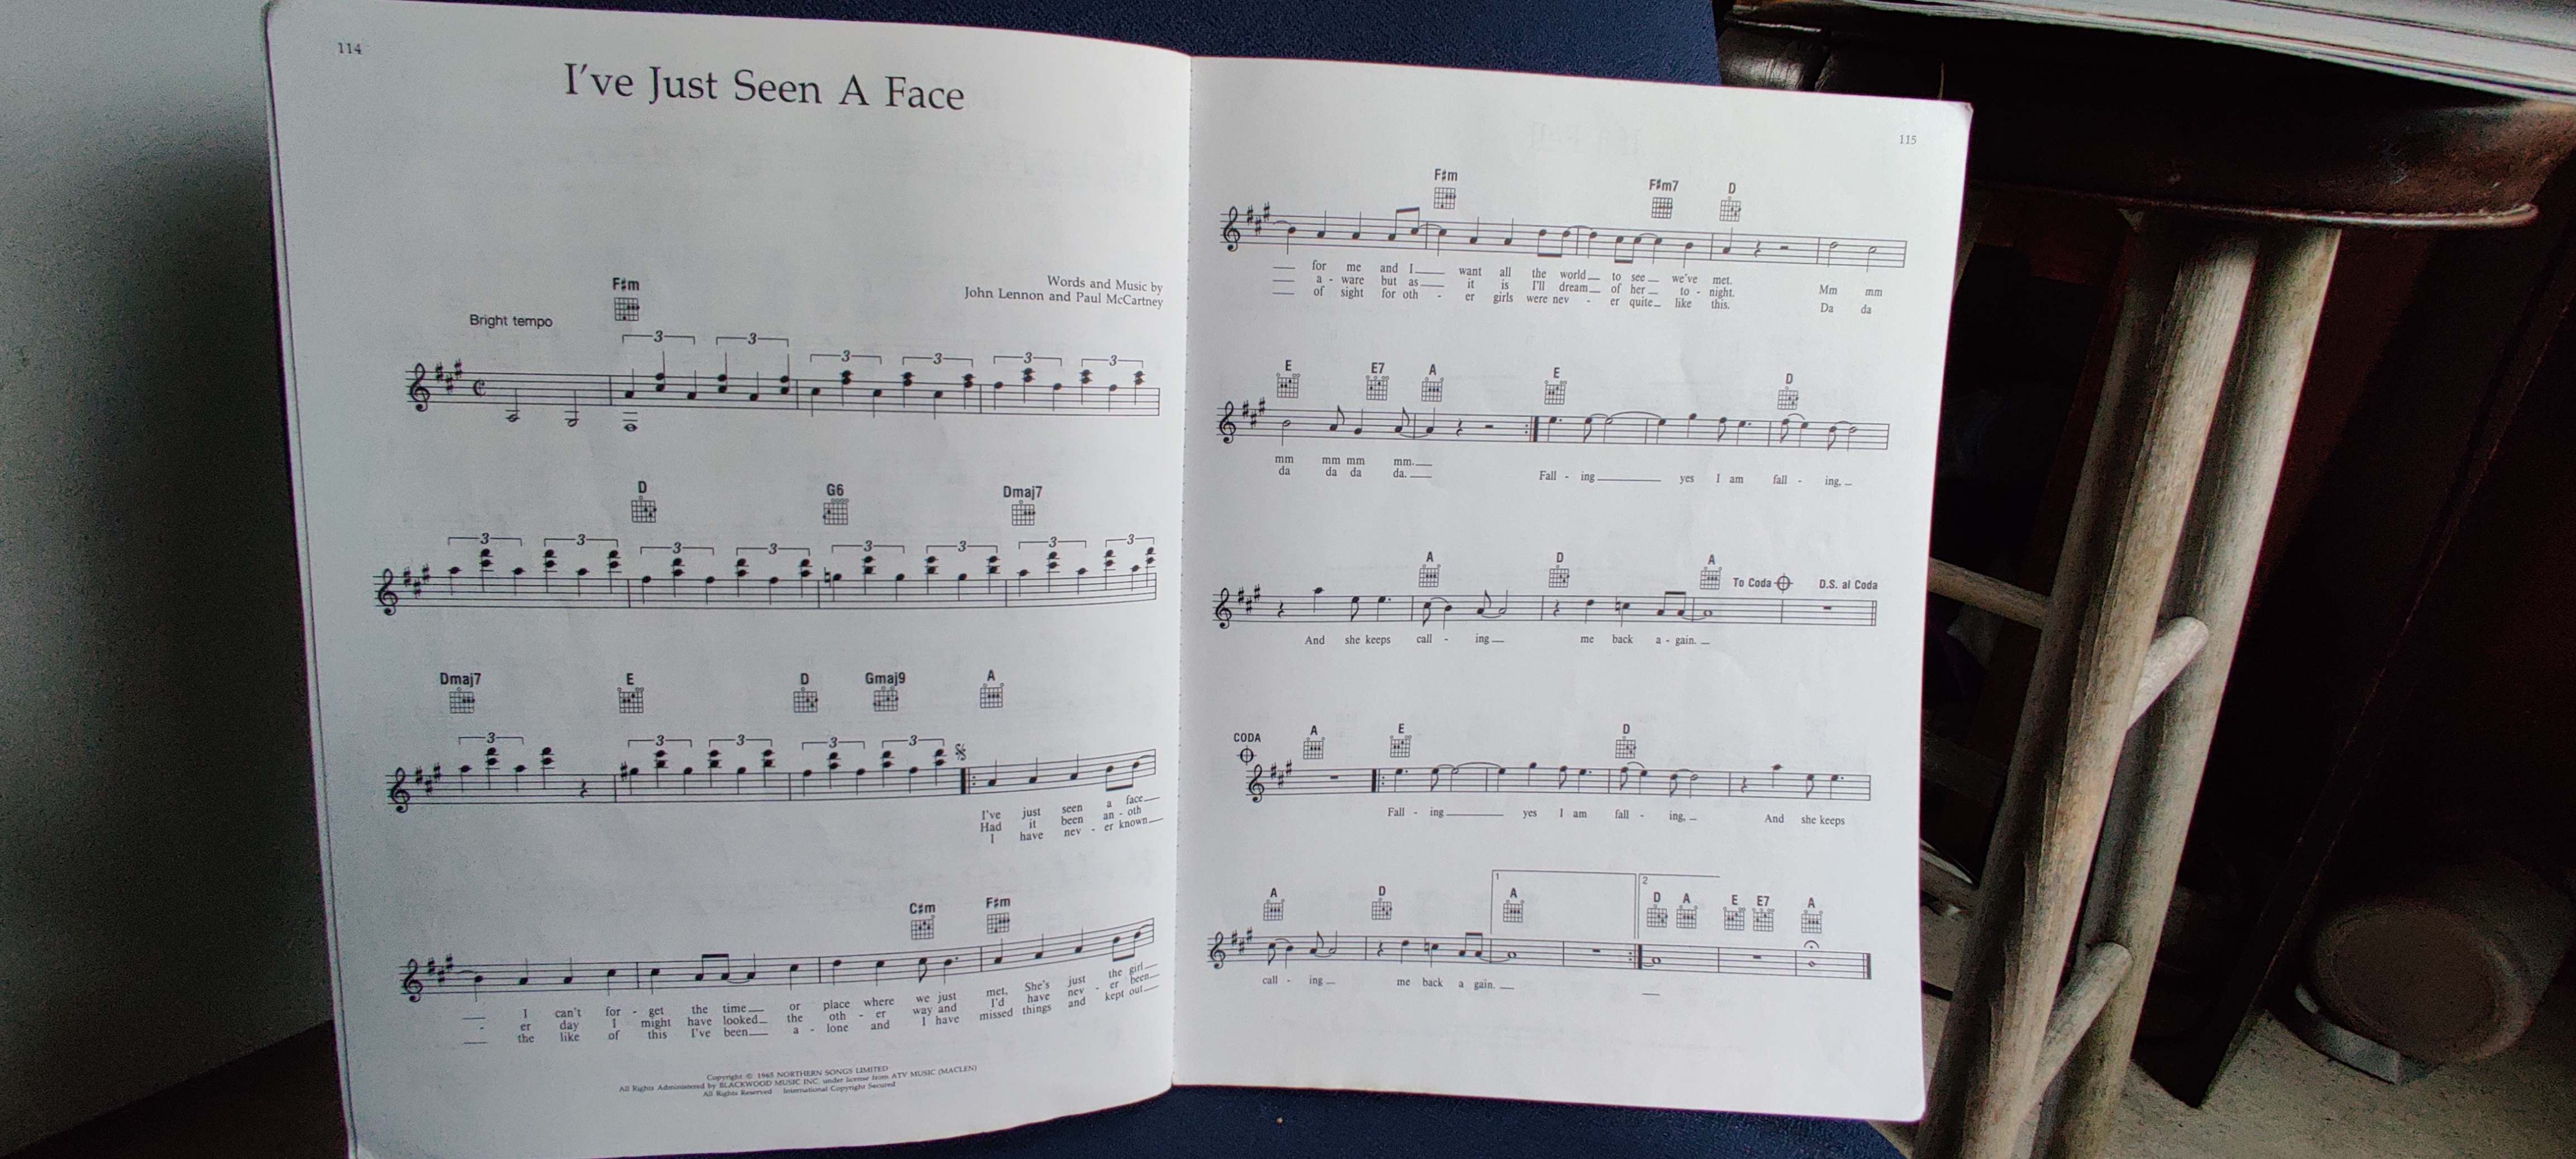 114
I've Just Seen A Face
Words and Music by
John Lennon and Paul McCartney
F♯m
Bright tempo
3 3 3 3 3 3
D G6 Dmaj7
3 3 3 3 3 3 3 3
Dmaj7 E D Gmaj9 A
3 3 3 3 3
I've just seen a face
Had it been an - oth
I have nev - er known
C♯m F♯m
I can't for - get the time or place where we just met. She's just the girl
- er day I might have looked the oth - er way and I'd have nev - er been
the like of this I've been a - lone and I have missed things and kept out
Copyright © 1965 NORTHERN SONGS LIMITED
All Rights Administered by BLACKWOOD MUSIC INC. under license from ATV MUSIC (MACLEN)
All Rights Reserved International Copyright Secured
115
F♯m F♯m7 D
for me and I want all the world to see we've met. Mm mm
a - ware but as it is I'll dream of her to - night.
of sight for oth - er girls were nev - er quite like this. Da da
E E7 A E D
mm mm mm mm.
da da da da. Fall - ing yes I am fall - ing.
A D A To Coda D.S. al Coda
And she keeps call - ing me back a - gain.
CODA A E D
Fall - ing yes I am fall - ing. And she keeps
1 2
A D A D A E E7 A
call - ing me back a gain.